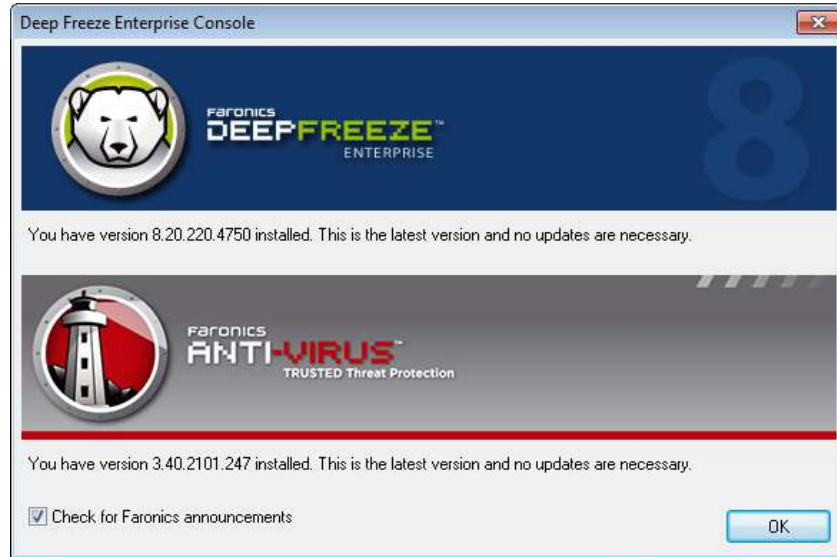 Deep Freeze Enterprise Console
Faronics
DEEPFREEZE™
ENTERPRISE
8
You have version 8.20.220.4750 installed. This is the latest version and no updates are necessary.
Faronics
ANTI-VIRUS™
TRUSTED Threat Protection
You have version 3.40.2101.247 installed. This is the latest version and no updates are necessary.
Check for Faronics announcements
OK